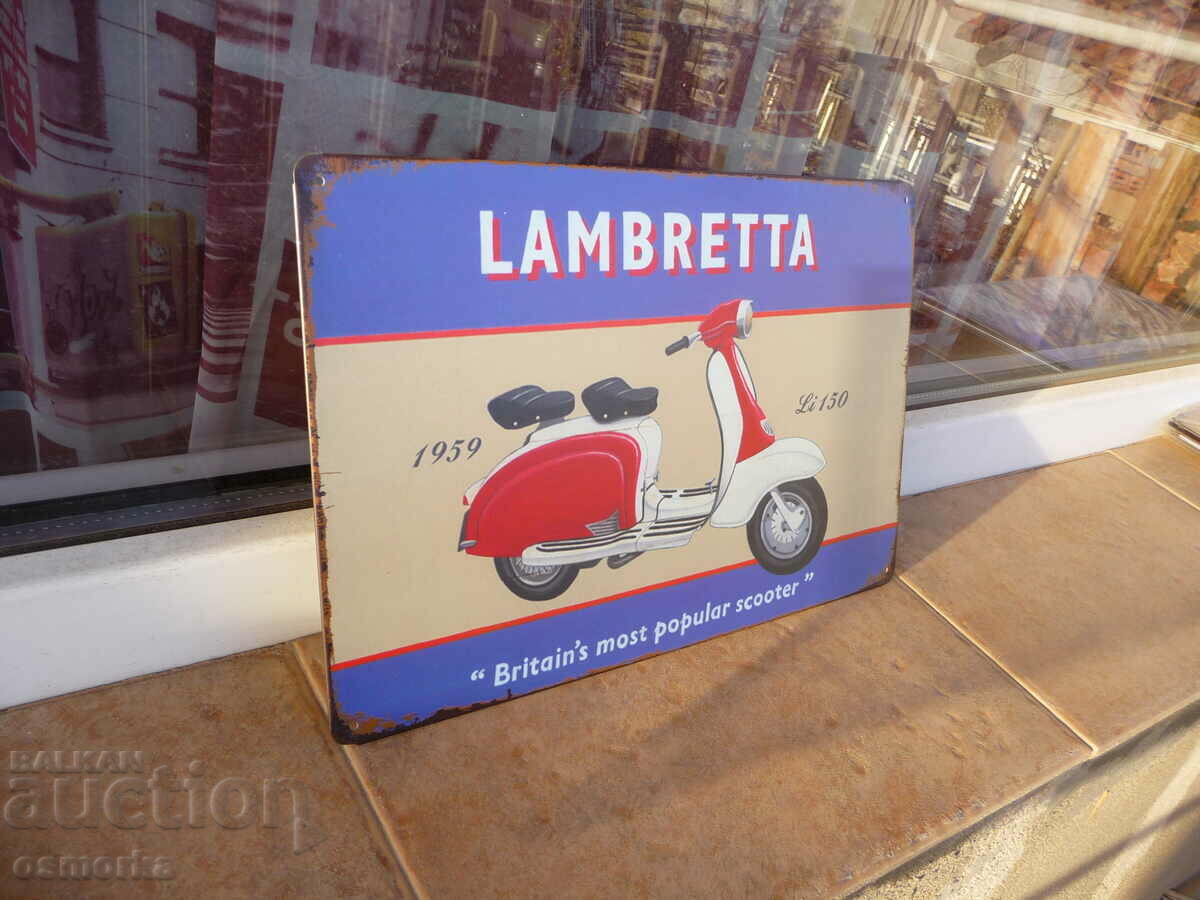 LAMBRETTA
1959
Li 150
“ Britain's most popular scooter ”
BALKAN
auction
osmorka